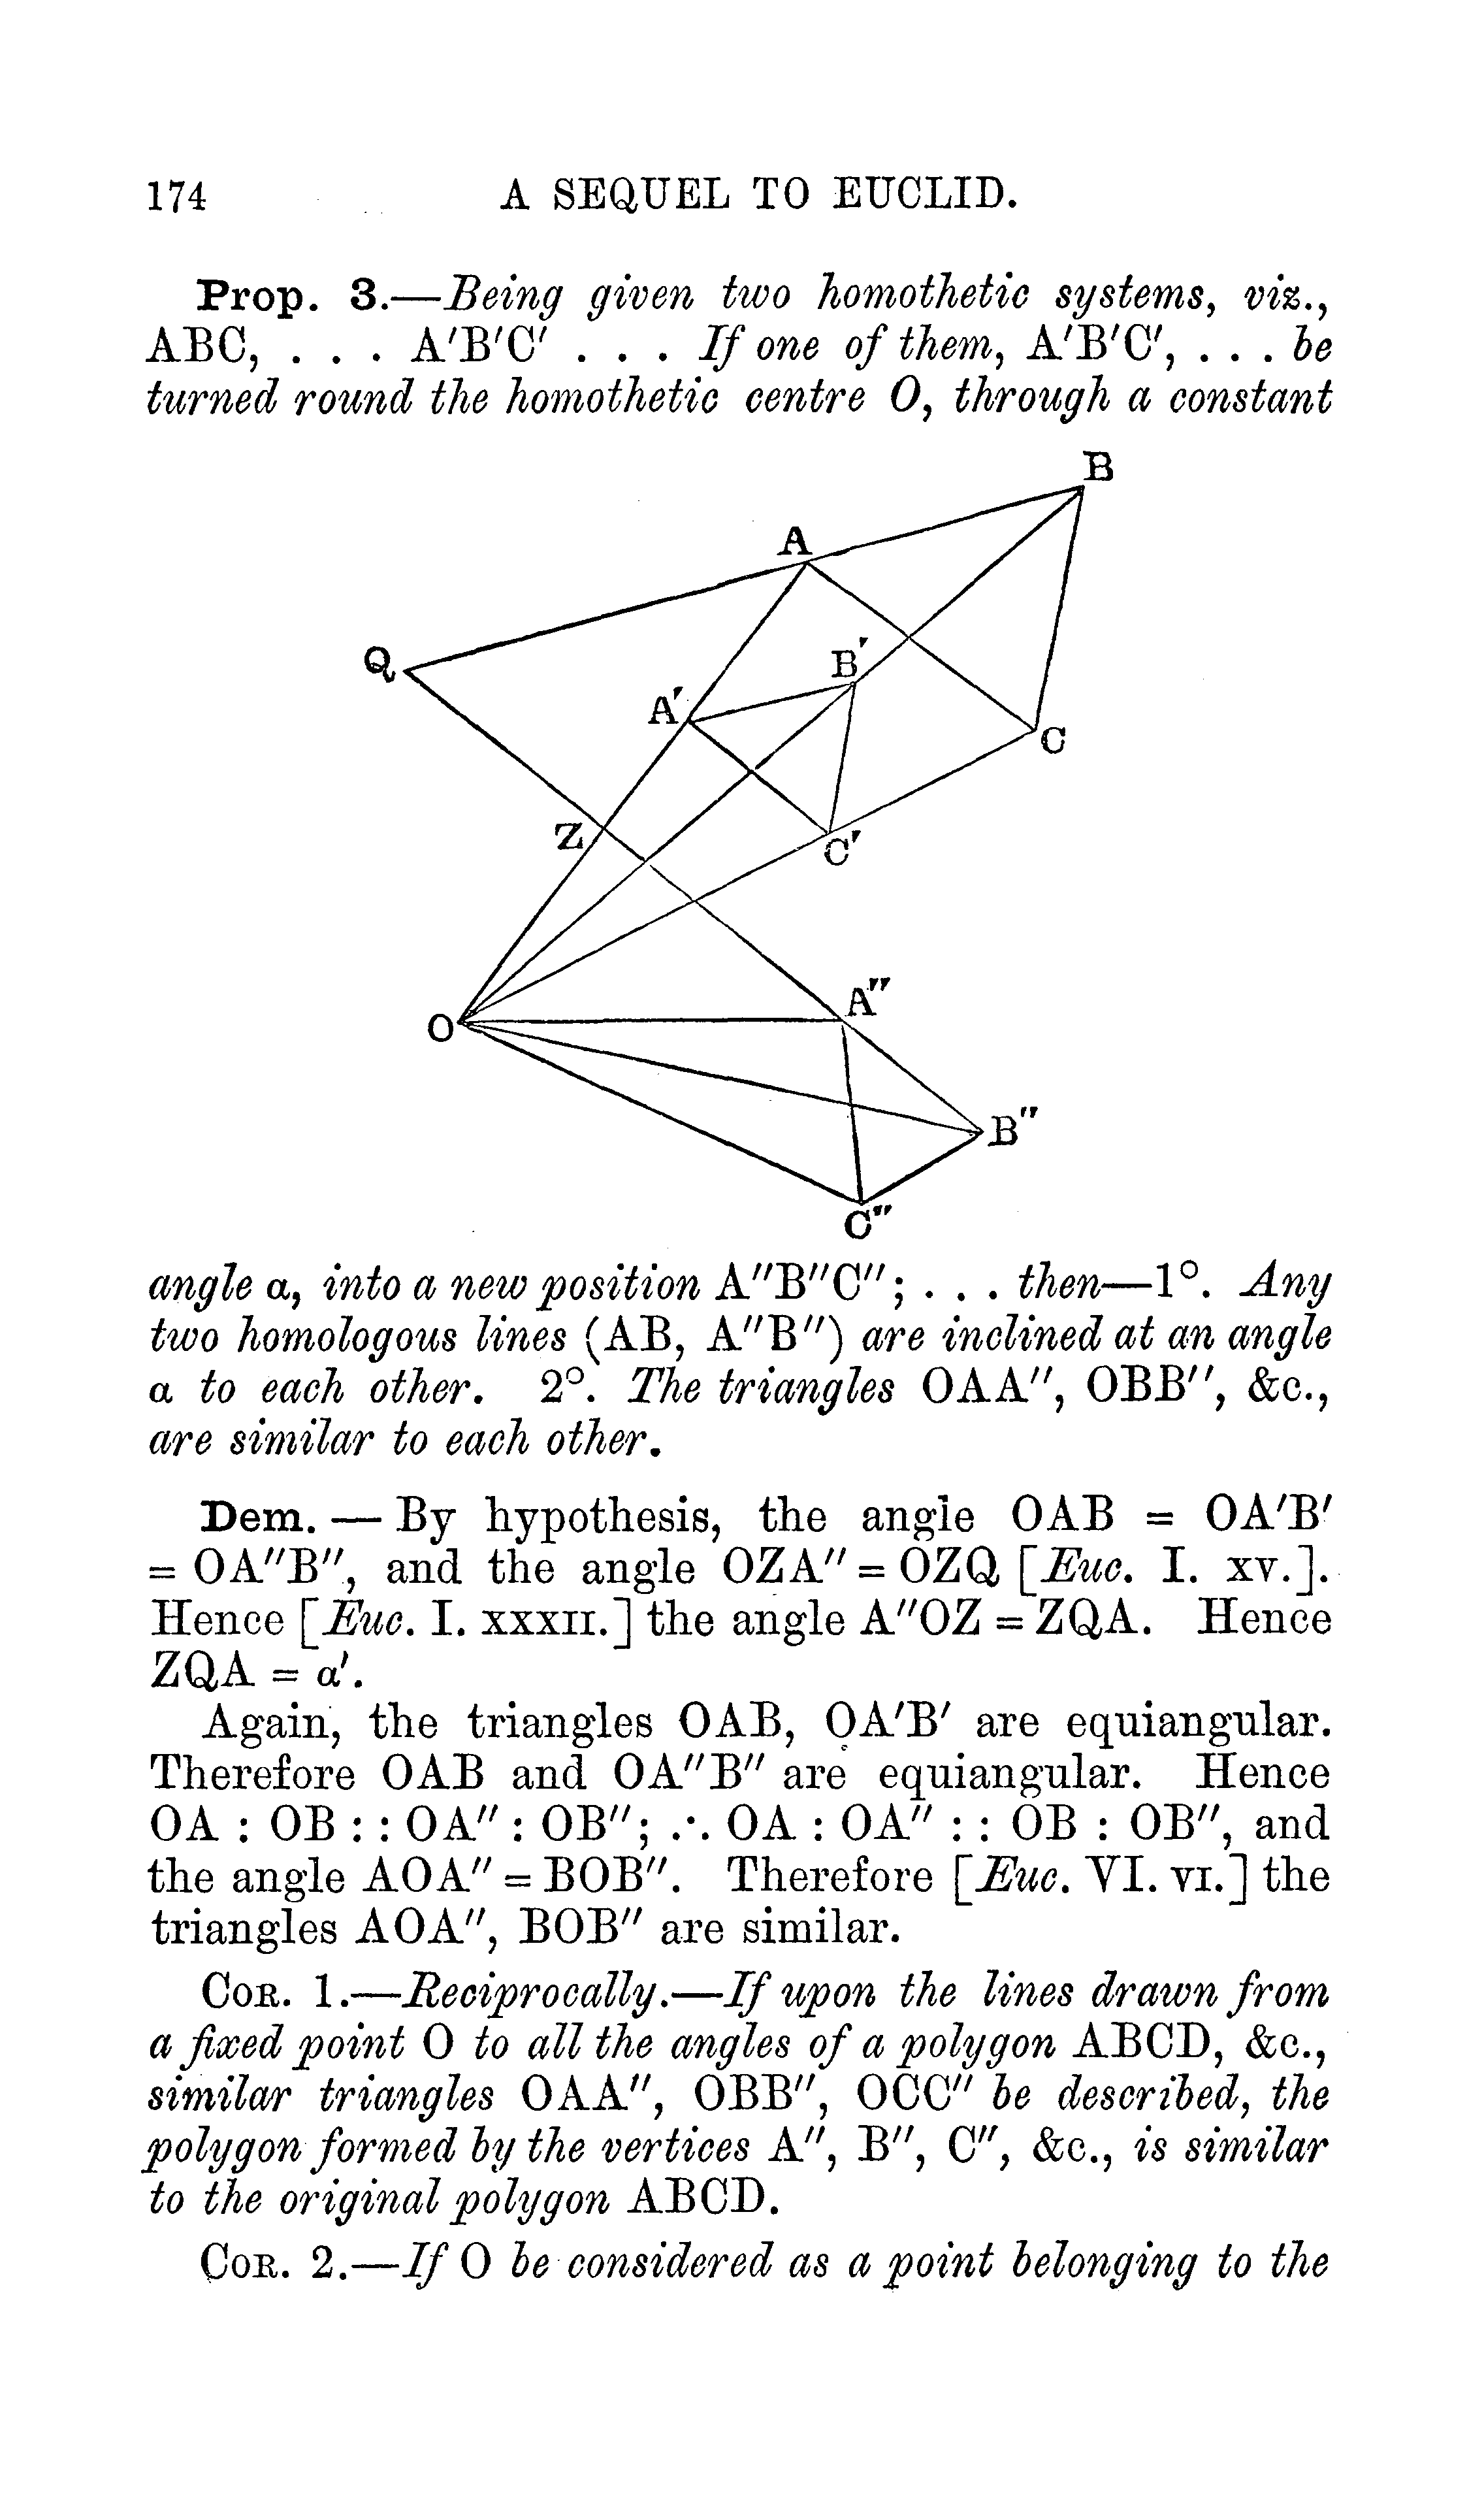 174 A SEQUEL TO EUCLID.
Prop. 3.—Being given two homothetic systems, viz.,
ABC, . . . A′B′C′ . . . If one of them, A′B′C′, . . . be
turned round the homothetic centre O, through a constant
B
A
B′
Q
A′
C
Z
C′
A″
O
B″
C″
angle α, into a new position A″B″C″; . . . then—1°. Any
two homologous lines (AB, A″B″) are inclined at an angle
α to each other. 2°. The triangles OAA″, OBB″, &c.,
are similar to each other.
Dem. — By hypothesis, the angle OAB = OA′B′
= OA″B″, and the angle OZA″ = OZQ [Euc. I. xv.].
Hence [Euc. I. xxxii.] the angle A″OZ = ZQA. Hence
ZQA = α′.
Again, the triangles OAB, OA′B′ are equiangular.
Therefore OAB and OA″B″ are equiangular. Hence
OA : OB : : OA″ : OB″; ∴ OA : OA″ : : OB : OB″, and
the angle AOA″ = BOB″. Therefore [Euc. VI. vi.] the
triangles AOA″, BOB″ are similar.
Cor. 1.—Reciprocally.—If upon the lines drawn from
a fixed point O to all the angles of a polygon ABCD, &c.,
similar triangles OAA″, OBB″, OCC″ be described, the
polygon formed by the vertices A″, B″, C″, &c., is similar
to the original polygon ABCD.
Cor. 2.—If O be considered as a point belonging to the